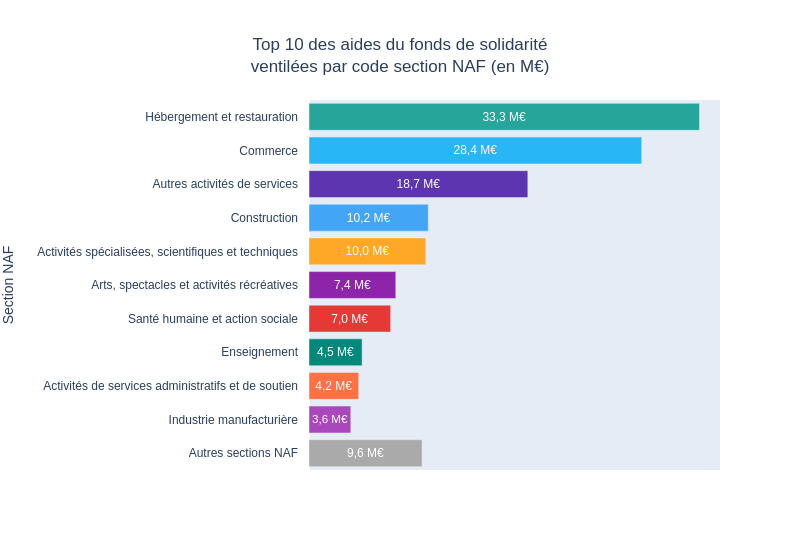 Top 10 des aides du fonds de solidarité
ventilées par code section NAF (en M€)
Section NAF
Hébergement et restauration 33,3 M€
Commerce 28,4 M€
Autres activités de services 18,7 M€
Construction 10,2 M€
Activités spécialisées, scientifiques et techniques 10,0 M€
Arts, spectacles et activités récréatives 7,4 M€
Santé humaine et action sociale 7,0 M€
Enseignement 4,5 M€
Activités de services administratifs et de soutien 4,2 M€
Industrie manufacturière 3,6 M€
Autres sections NAF 9,6 M€